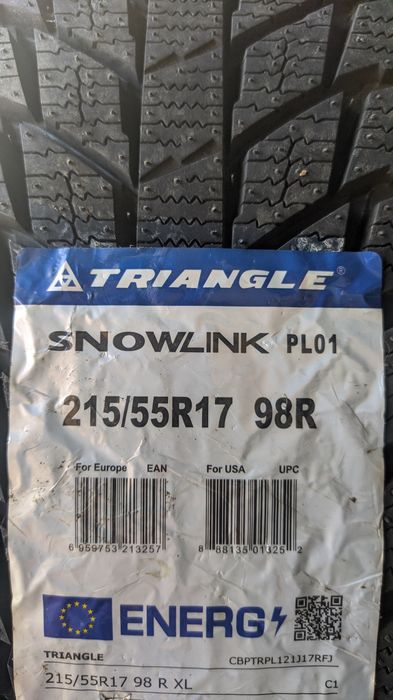 TRIANGLE®
SNOWLINK PL01
215/55R17 98R
For Europe EAN For USA UPC
6 959753 213257 8 88135 01325 2
ENERG
TRIANGLE CBPTRPL121J17RFJ
215/55R17 98 R XL C1